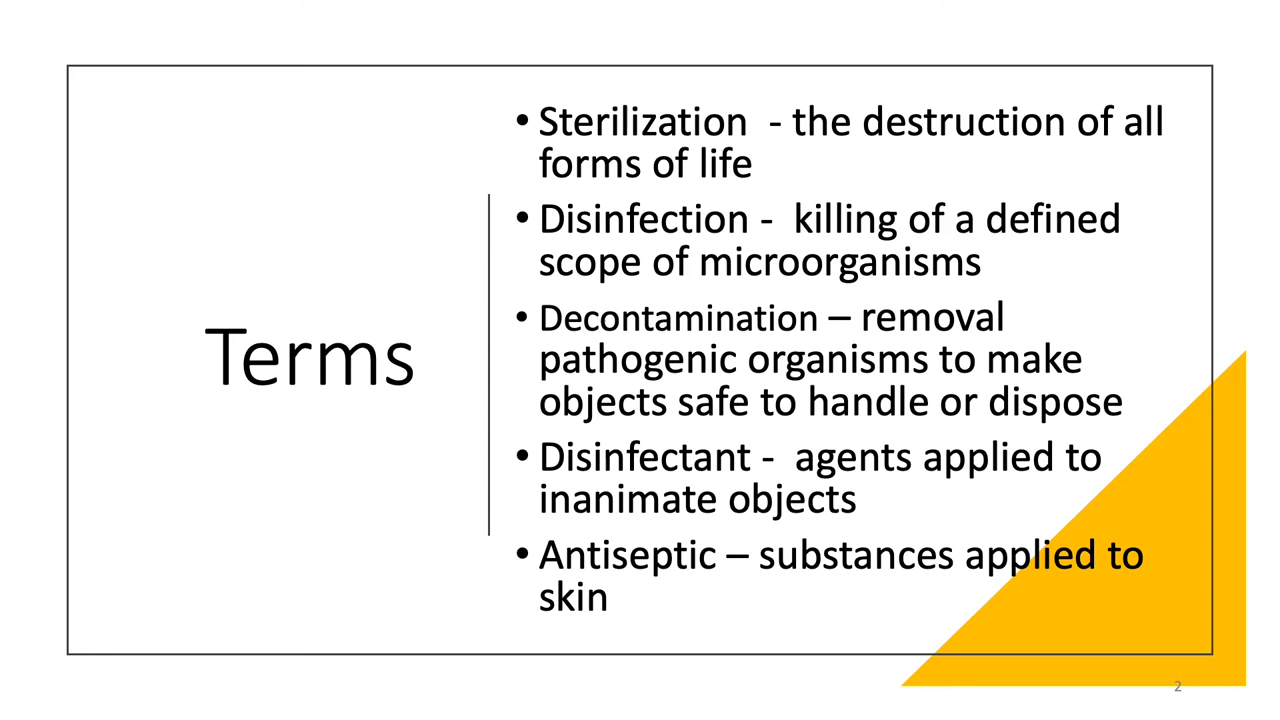 Terms
• Sterilization  - the destruction of all
forms of life
• Disinfection -  killing of a defined
scope of microorganisms
• Decontamination – removal
pathogenic organisms to make
objects safe to handle or dispose
• Disinfectant -  agents applied to
inanimate objects
• Antiseptic – substances applied to
skin
2